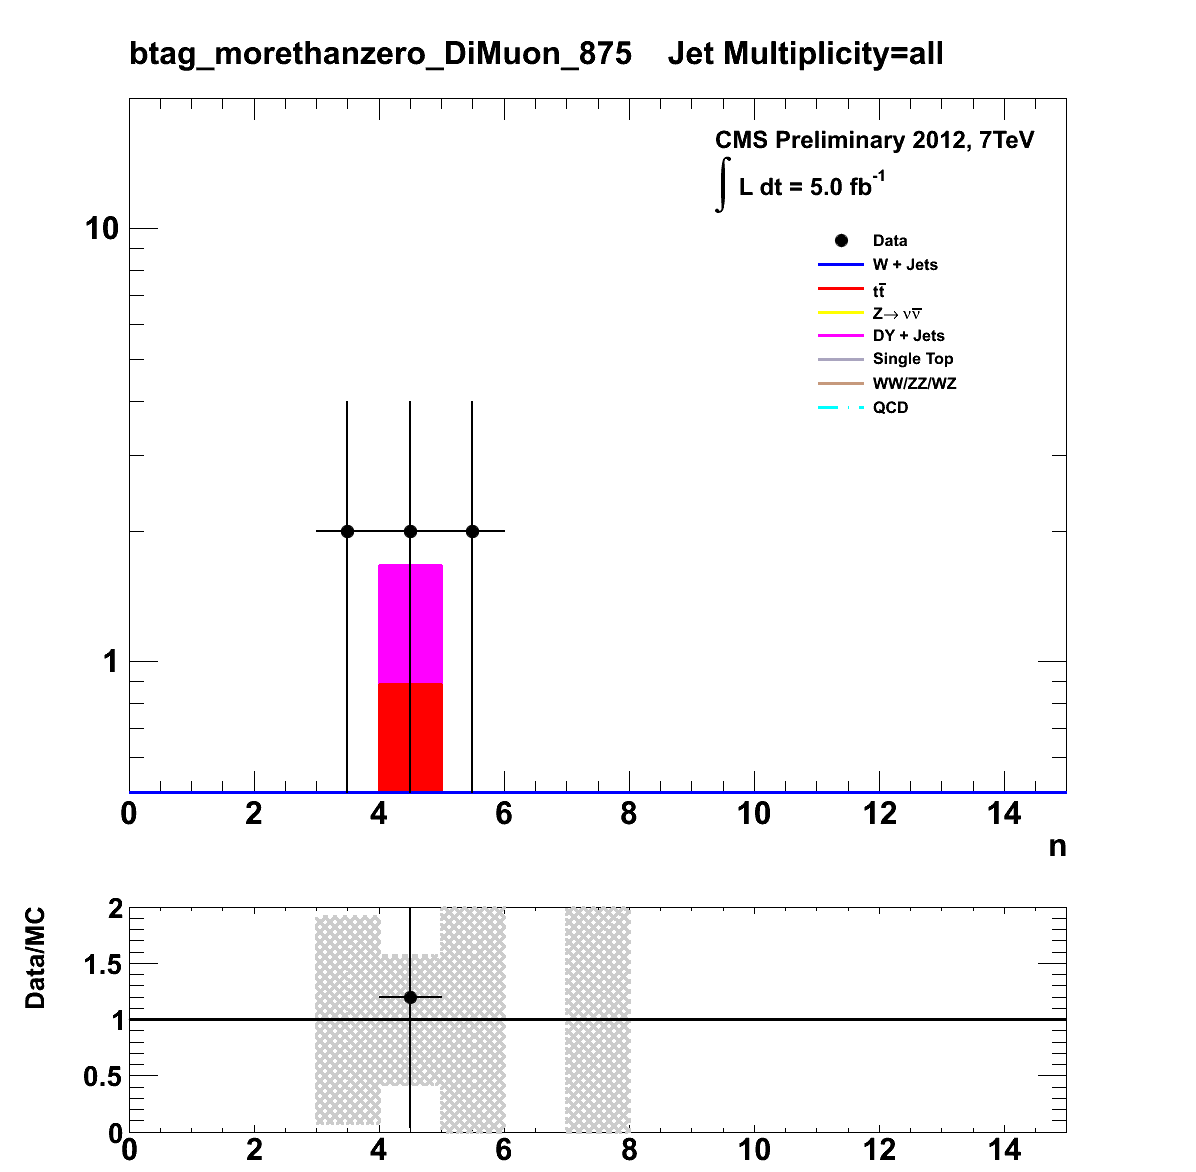 btag_morethanzero_DiMuon_875 Jet Multiplicity=all
CMS Preliminary 2012, 7TeV
∫ L dt = 5.0 fb⁻¹
Data
W + Jets
tt̅
Z→ νν̅
DY + Jets
Single Top
WW/ZZ/WZ
QCD
10
1
0 2 4 6 8 10 12 14
n
Data/MC
2
1.5
1
0.5
0
0 2 4 6 8 10 12 14